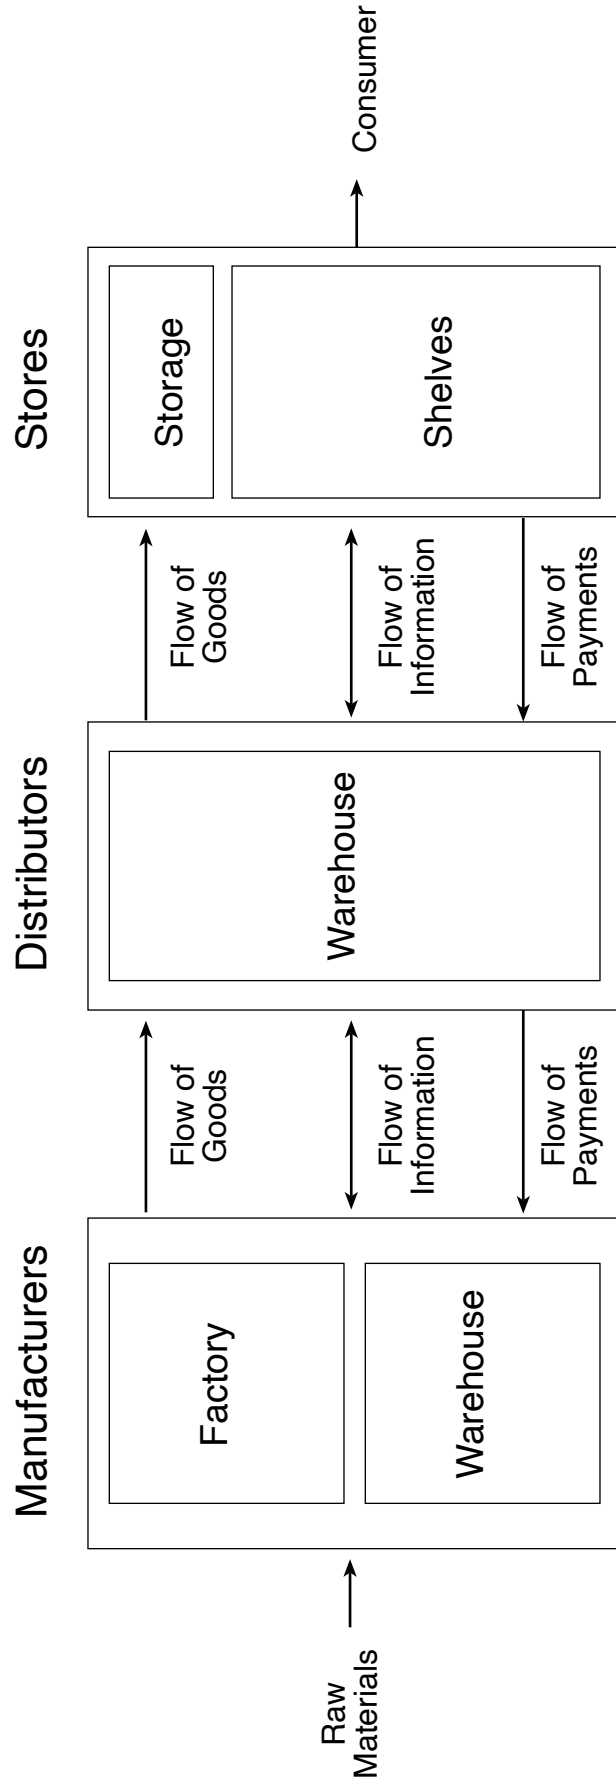 Manufacturers
Distributors
Stores
Raw
Materials
Factory
Warehouse
Flow of
Goods
Flow of
Information
Flow of
Payments
Warehouse
Flow of
Goods
Flow of
Information
Flow of
Payments
Storage
Shelves
Consumer